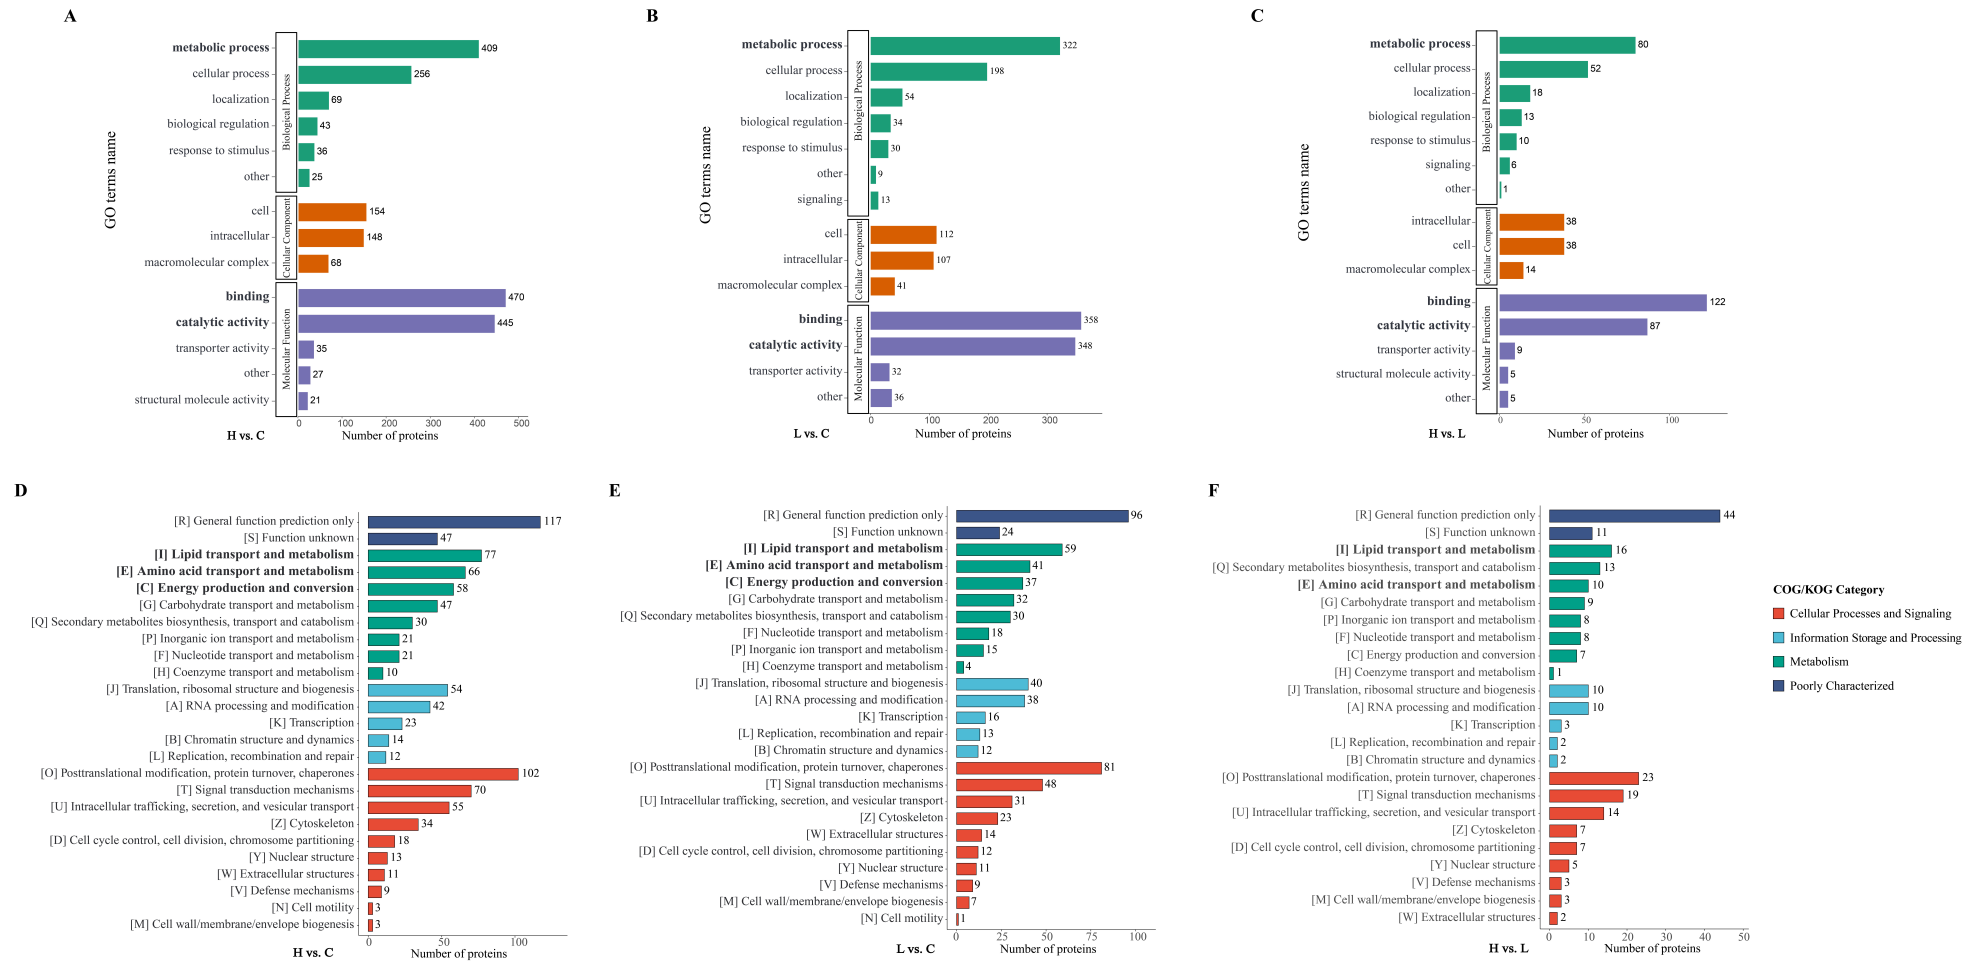 A
metabolic process 409
cellular process 256
localization 69
biological regulation 43
response to stimulus 36
other 25
Biological Process
cell 154
intracellular 148
macromolecular complex 68
Cellular Component
binding 470
catalytic activity 445
transporter activity 35
other 27
structural molecule activity 21
Molecular Function
GO terms name
0 100 200 300 400 500
H vs. C Number of proteins
B
metabolic process 322
cellular process 198
localization 54
biological regulation 34
response to stimulus 30
other 9
signaling 13
Biological Process
cell 112
intracellular 107
macromolecular complex 41
Cellular Component
binding 358
catalytic activity 348
transporter activity 32
other 36
Molecular Function
GO terms name
0 100 200 300
L vs. C Number of proteins
C
metabolic process 80
cellular process 52
localization 18
biological regulation 13
response to stimulus 10
signaling 6
other 1
Biological Process
intracellular 38
cell 38
macromolecular complex 14
Cellular Component
binding 122
catalytic activity 87
transporter activity 9
structural molecule activity 5
other 5
Molecular Function
GO terms name
0 50 100
H vs. L Number of proteins
D
[R] General function prediction only 117
[S] Function unknown 47
[I] Lipid transport and metabolism 77
[E] Amino acid transport and metabolism 66
[C] Energy production and conversion 58
[G] Carbohydrate transport and metabolism 47
[Q] Secondary metabolites biosynthesis, transport and catabolism 30
[P] Inorganic ion transport and metabolism 21
[F] Nucleotide transport and metabolism 21
[H] Coenzyme transport and metabolism 10
[J] Translation, ribosomal structure and biogenesis 54
[A] RNA processing and modification 42
[K] Transcription 23
[B] Chromatin structure and dynamics 14
[L] Replication, recombination and repair 12
[O] Posttranslational modification, protein turnover, chaperones 102
[T] Signal transduction mechanisms 70
[U] Intracellular trafficking, secretion, and vesicular transport 55
[Z] Cytoskeleton 34
[D] Cell cycle control, cell division, chromosome partitioning 18
[Y] Nuclear structure 13
[W] Extracellular structures 11
[V] Defense mechanisms 9
[N] Cell motility 3
[M] Cell wall/membrane/envelope biogenesis 3
0 50 100
H vs. C Number of proteins
E
[R] General function prediction only 96
[S] Function unknown 24
[I] Lipid transport and metabolism 59
[E] Amino acid transport and metabolism 41
[C] Energy production and conversion 37
[G] Carbohydrate transport and metabolism 32
[Q] Secondary metabolites biosynthesis, transport and catabolism 30
[F] Nucleotide transport and metabolism 18
[P] Inorganic ion transport and metabolism 15
[H] Coenzyme transport and metabolism 4
[J] Translation, ribosomal structure and biogenesis 40
[A] RNA processing and modification 38
[K] Transcription 16
[L] Replication, recombination and repair 13
[B] Chromatin structure and dynamics 12
[O] Posttranslational modification, protein turnover, chaperones 81
[T] Signal transduction mechanisms 48
[U] Intracellular trafficking, secretion, and vesicular transport 31
[Z] Cytoskeleton 23
[W] Extracellular structures 14
[D] Cell cycle control, cell division, chromosome partitioning 12
[Y] Nuclear structure 11
[V] Defense mechanisms 9
[M] Cell wall/membrane/envelope biogenesis 7
[N] Cell motility 1
0 25 50 75 100
L vs. C Number of proteins
F
[R] General function prediction only 44
[S] Function unknown 11
[I] Lipid transport and metabolism 16
[Q] Secondary metabolites biosynthesis, transport and catabolism 13
[E] Amino acid transport and metabolism 10
[G] Carbohydrate transport and metabolism 9
[P] Inorganic ion transport and metabolism 8
[F] Nucleotide transport and metabolism 8
[C] Energy production and conversion 7
[H] Coenzyme transport and metabolism 1
[J] Translation, ribosomal structure and biogenesis 10
[A] RNA processing and modification 10
[K] Transcription 3
[L] Replication, recombination and repair 2
[B] Chromatin structure and dynamics 2
[O] Posttranslational modification, protein turnover, chaperones 23
[T] Signal transduction mechanisms 19
[U] Intracellular trafficking, secretion, and vesicular transport 14
[Z] Cytoskeleton 7
[D] Cell cycle control, cell division, chromosome partitioning 7
[Y] Nuclear structure 5
[V] Defense mechanisms 3
[M] Cell wall/membrane/envelope biogenesis 3
[W] Extracellular structures 2
0 10 20 30 40 50
H vs. L Number of proteins
COG/KOG Category
Cellular Processes and Signaling
Information Storage and Processing
Metabolism
Poorly Characterized